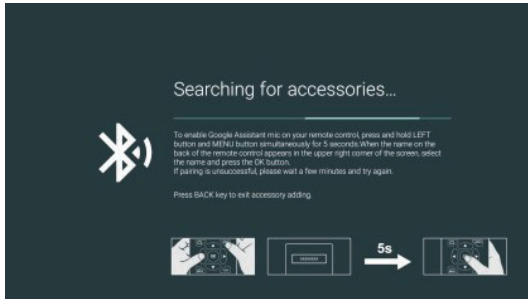 Searching for accessories...
To enable Google Assistant mic on your remote control, press and hold LEFT
button and MENU button simultaneously for 5 seconds.When the name on the
back of the remote control appears in the upper right corner of the screen, select
the name and press the OK button.
If pairing is unsuccessful, please wait a few minutes and try again.
Press BACK key to exit accessory adding.
5s